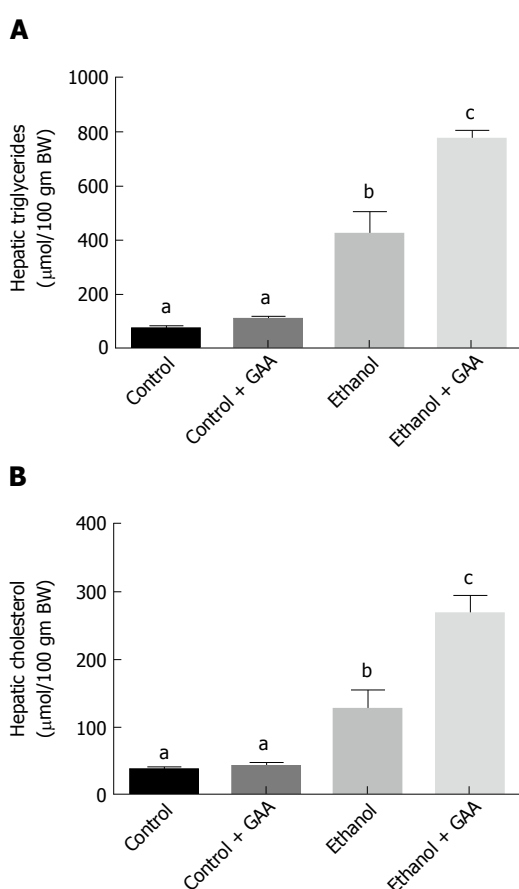 A
Hepatic triglycerides
(μmol/100 gm BW)
1000
800
600
400
200
0
a
a
b
c
Control
Control + GAA
Ethanol
Ethanol + GAA
B
Hepatic cholesterol
(μmol/100 gm BW)
400
300
200
100
0
a
a
b
c
Control
Control + GAA
Ethanol
Ethanol + GAA